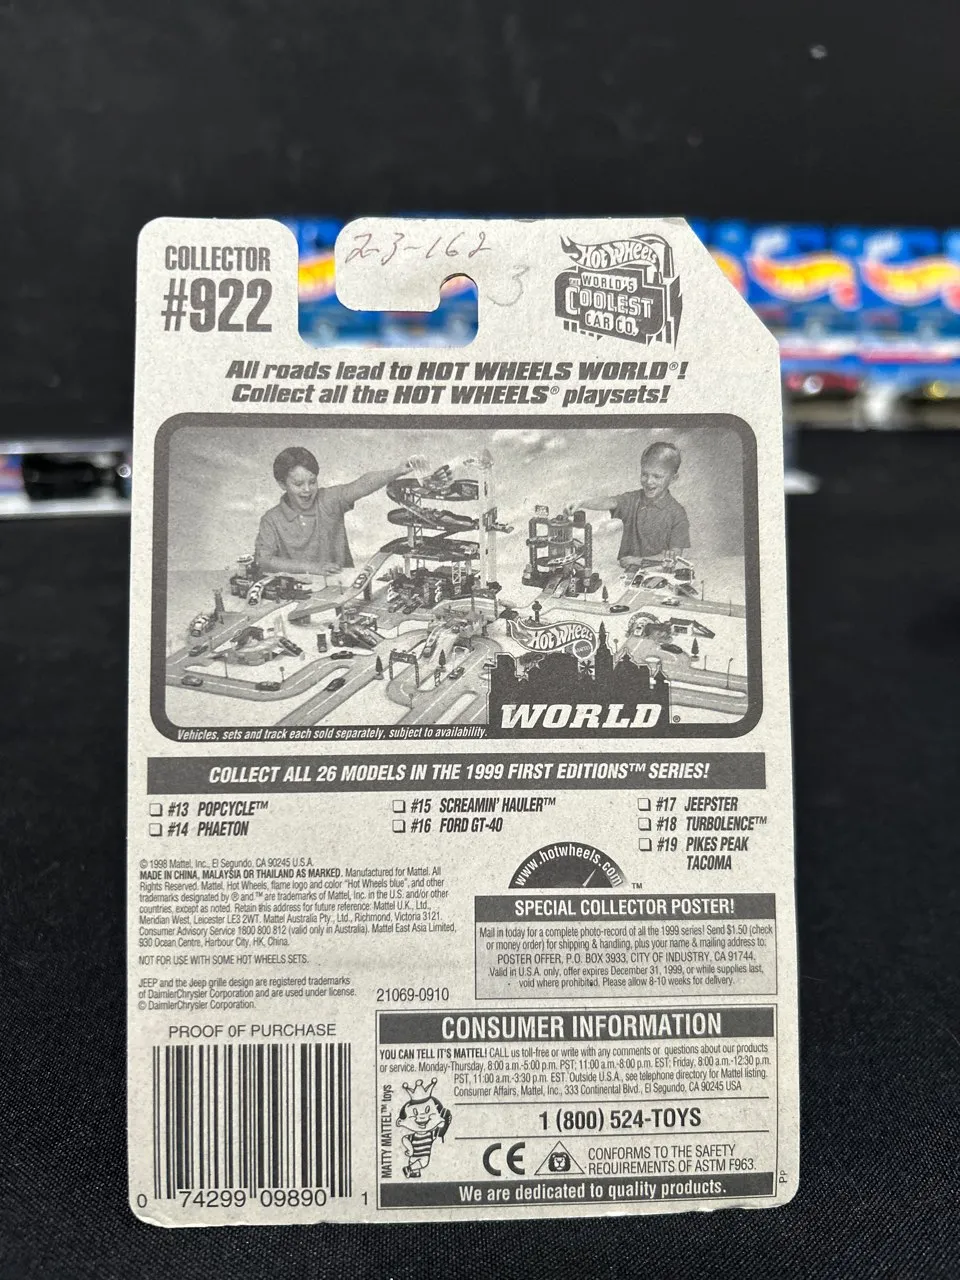 COLLECTOR
#922
2-3-162
3
HOT WHEELS
THE WORLD'S
COOLEST
CAR CO.
All roads lead to HOT WHEELS WORLD®!
Collect all the HOT WHEELS® playsets!
HOT WHEELS
WORLD®
Vehicles, sets and track each sold separately, subject to availability.
COLLECT ALL 26 MODELS IN THE 1999 FIRST EDITIONS™ SERIES!
❏ #13 POPCYCLE™
❏ #14 PHAETON
❏ #15 SCREAMIN' HAULER™
❏ #16 FORD GT-40
❏ #17 JEEPSTER
❏ #18 TURBOLENCE™
❏ #19 PIKES PEAK
TACOMA
© 1998 Mattel, Inc., El Segundo, CA 90245 U.S.A.
MADE IN CHINA, MALAYSIA OR THAILAND AS MARKED. Manufactured for Mattel. All
Rights Reserved. Mattel, Hot Wheels, flame logo and color "Hot Wheels blue", and other
trademarks designated by ® and ™ are trademarks of Mattel, Inc. in the U.S. and/or other
countries, except as noted. Retain this address for future reference: Mattel U.K., Ltd.,
Meridian West, Leicester LE3 2WT. Mattel Australia Pty., Ltd., Richmond, Victoria 3121.
Consumer Advisory Service 1800 800 812 (valid only in Australia). Mattel East Asia Limited,
930 Ocean Centre, Harbour City, HK, China.
NOT FOR USE WITH SOME HOT WHEELS SETS.
JEEP and the Jeep grille design are registered trademarks
of DaimlerChrysler Corporation and are used under license.
© DaimlerChrysler Corporation.
21069-0910
www.hotwheels.com™
SPECIAL COLLECTOR POSTER!
Mail in today for a complete photo-record of all the 1999 series! Send $1.50 (check
or money order) for shipping & handling, plus your name & mailing address to:
POSTER OFFER, P.O. BOX 3933, CITY OF INDUSTRY, CA 91744.
Valid in U.S.A. only, offer expires December 31, 1999, or while supplies last,
void where prohibited. Please allow 8-10 weeks for delivery.
PROOF OF PURCHASE
0 74299 09890 1
CONSUMER INFORMATION
YOU CAN TELL IT'S MATTEL! CALL us toll-free or write with any comments or questions about our products
or service. Monday-Thursday, 8:00 a.m.-5:00 p.m. PST; 11:00 a.m.-8:00 p.m. EST; Friday, 8:00 a.m.-12:30 p.m.
PST, 11:00 a.m.-3:30 p.m. EST. Outside U.S.A., see telephone directory for Mattel listing.
Consumer Affairs, Mattel, Inc., 333 Continental Blvd., El Segundo, CA 90245 USA
MATTY MATTEL™ toys
1 (800) 524-TOYS
CE
CONFORMS TO THE SAFETY
REQUIREMENTS OF ASTM F963.
We are dedicated to quality products.
PP